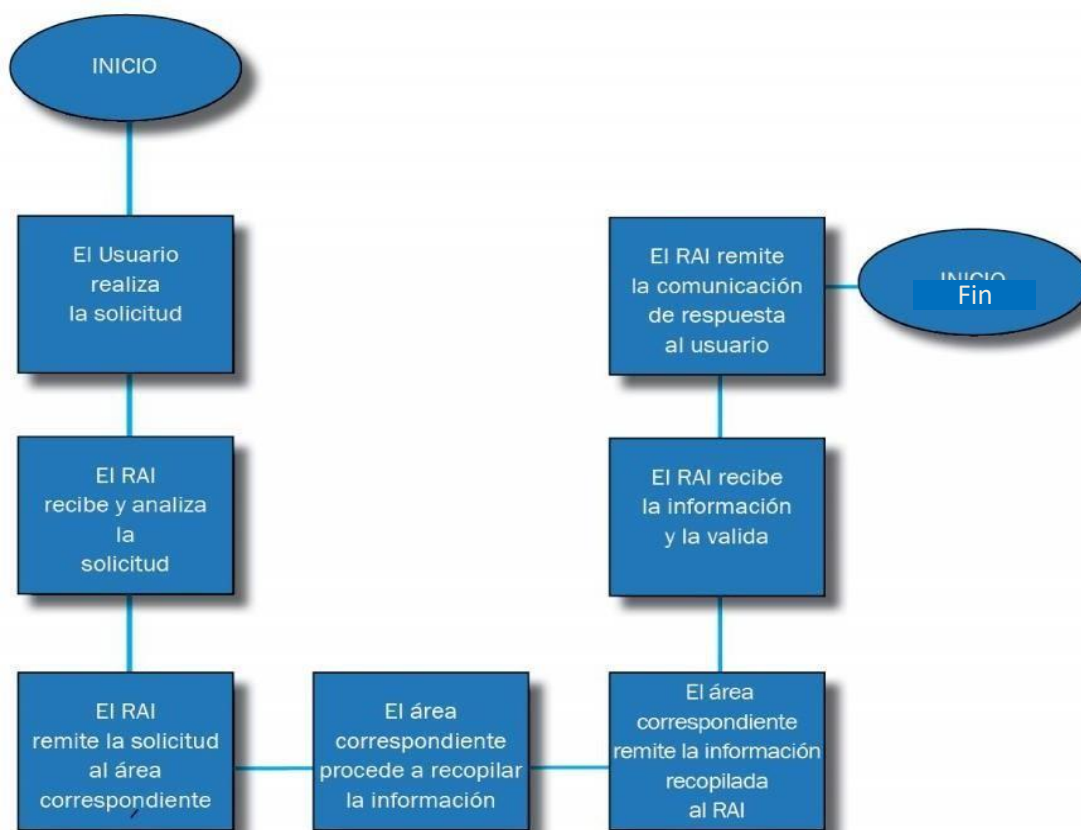 INICIO
El Usuario
realiza
la solicitud
El RAI
recibe y analiza
la
solicitud
El RAI
remite la solicitud
al área
correspondiente
El área
correspondiente
procede a recopilar
la información
El área
correspondiente
remite la información
recopilada
al RAI
El RAI recibe
la información
y la valida
El RAI remite
la comunicación
de respuesta
al usuario
INICIO
Fin